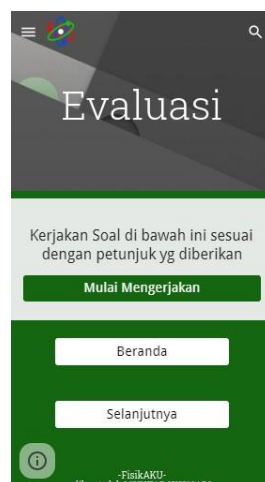 Evaluasi
Kerjakan Soal di bawah ini sesuai
dengan petunjuk yg diberikan
Mulai Mengerjakan
Beranda
Selanjutnya
-FisikAKU-